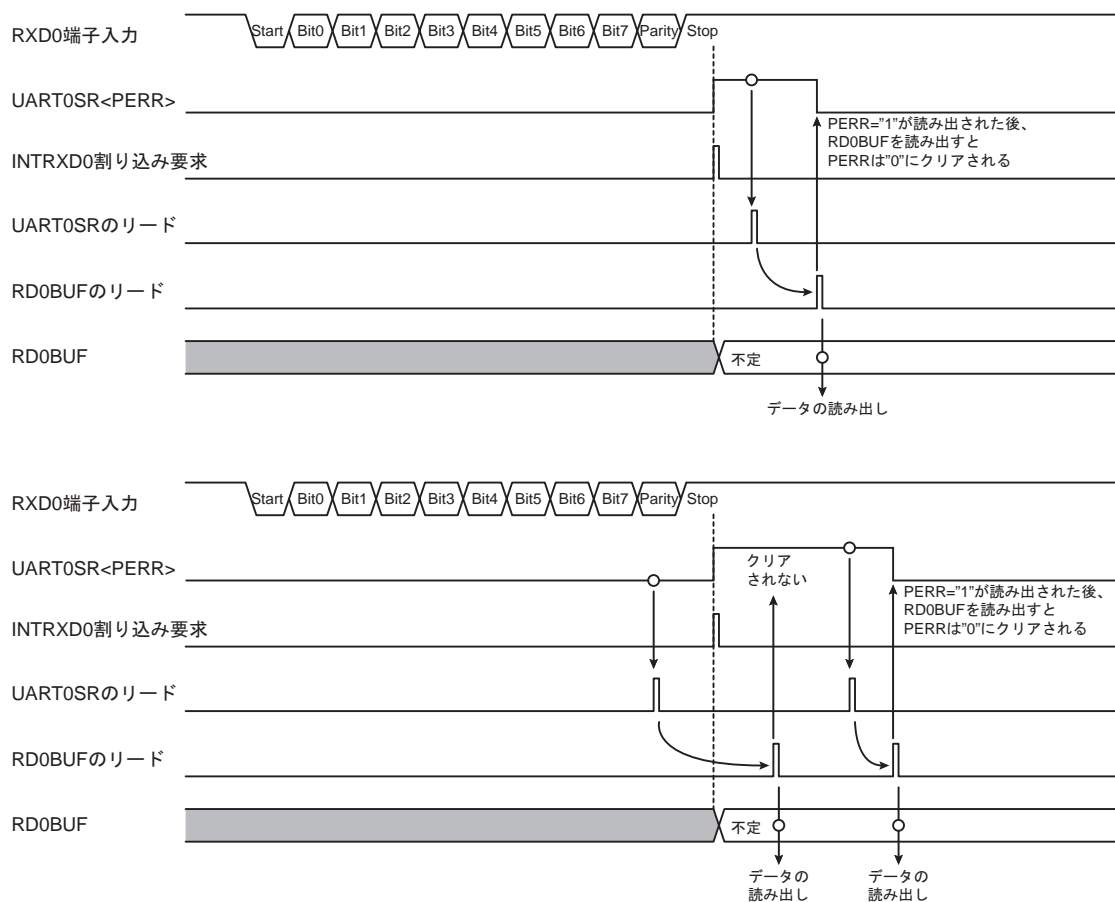 RXD0端子入力
Start Bit0 Bit1 Bit2 Bit3 Bit4 Bit5 Bit6 Bit7 Parity Stop
UART0SR<PERR>
PERR="1"が読み出された後、
RD0BUFを読み出すと
PERRは"0"にクリアされる
INTRXD0割り込み要求
UART0SRのリード
RD0BUFのリード
RD0BUF
不定
データの読み出し
RXD0端子入力
Start Bit0 Bit1 Bit2 Bit3 Bit4 Bit5 Bit6 Bit7 Parity Stop
UART0SR<PERR>
クリア
されない
PERR="1"が読み出された後、
RD0BUFを読み出すと
PERRは"0"にクリアされる
INTRXD0割り込み要求
UART0SRのリード
RD0BUFのリード
RD0BUF
不定
データの
読み出し
データの
読み出し